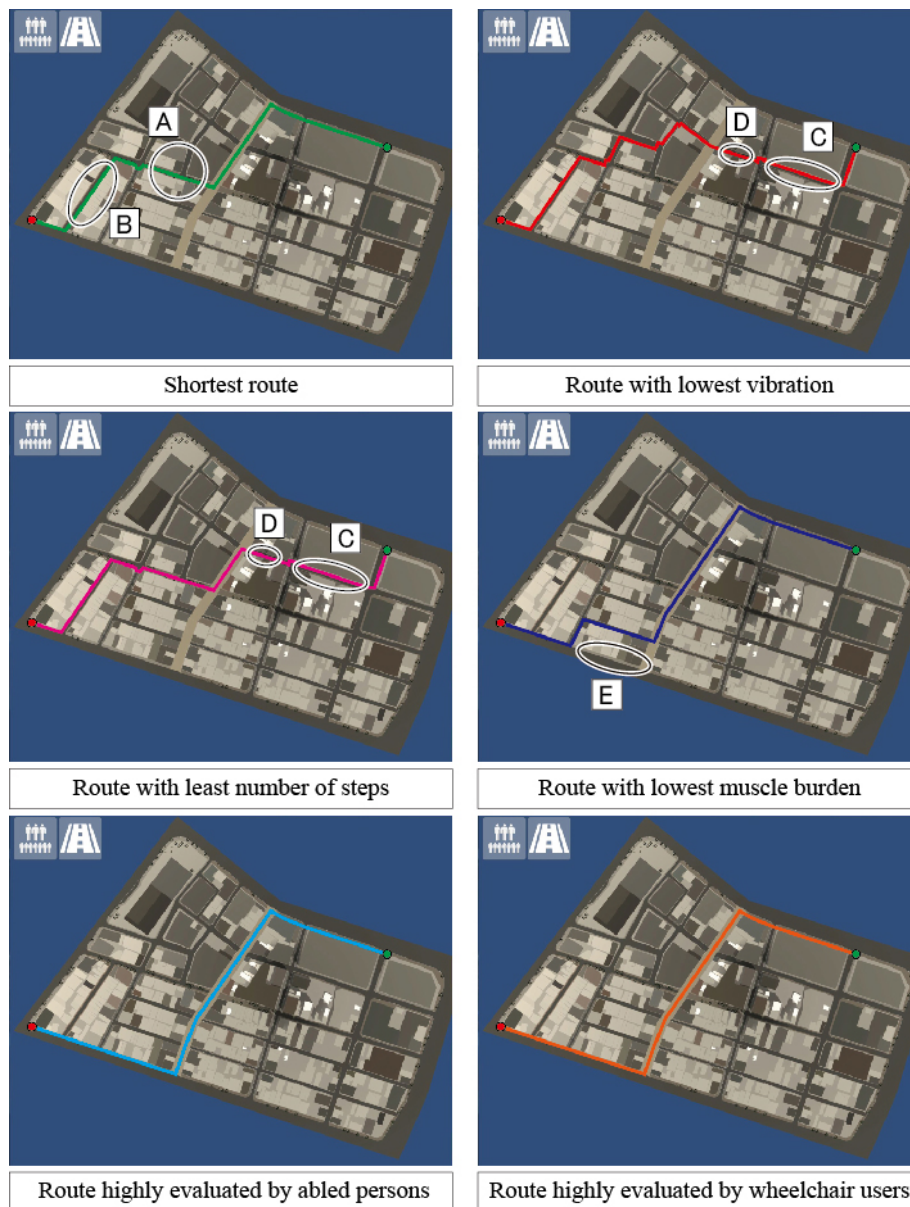 A
B
Shortest route
D
C
Route with lowest vibration
D
C
Route with least number of steps
E
Route with lowest muscle burden
Route highly evaluated by abled persons
Route highly evaluated by wheelchair users